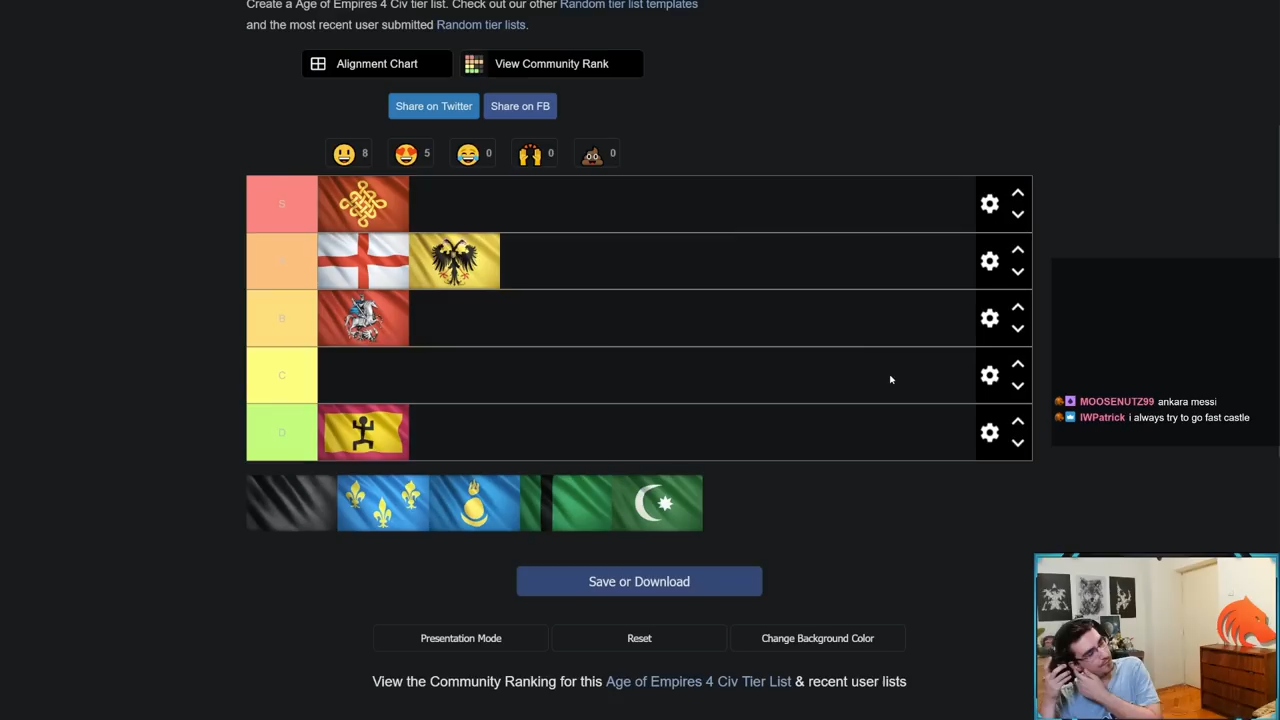 Create a Age of Empires 4 Civ tier list. Check out our other Random tier list templates
and the most recent user submitted Random tier lists.
Alignment Chart
View Community Rank
Share on Twitter
Share on FB
8
5
0
0
0
S
B
C
D
MOOSENUTZ99 ankara messi
IWPatrick i always try to go fast castle
Save or Download
Presentation Mode
Reset
Change Background Color
View the Community Ranking for this Age of Empires 4 Civ Tier List & recent user lists